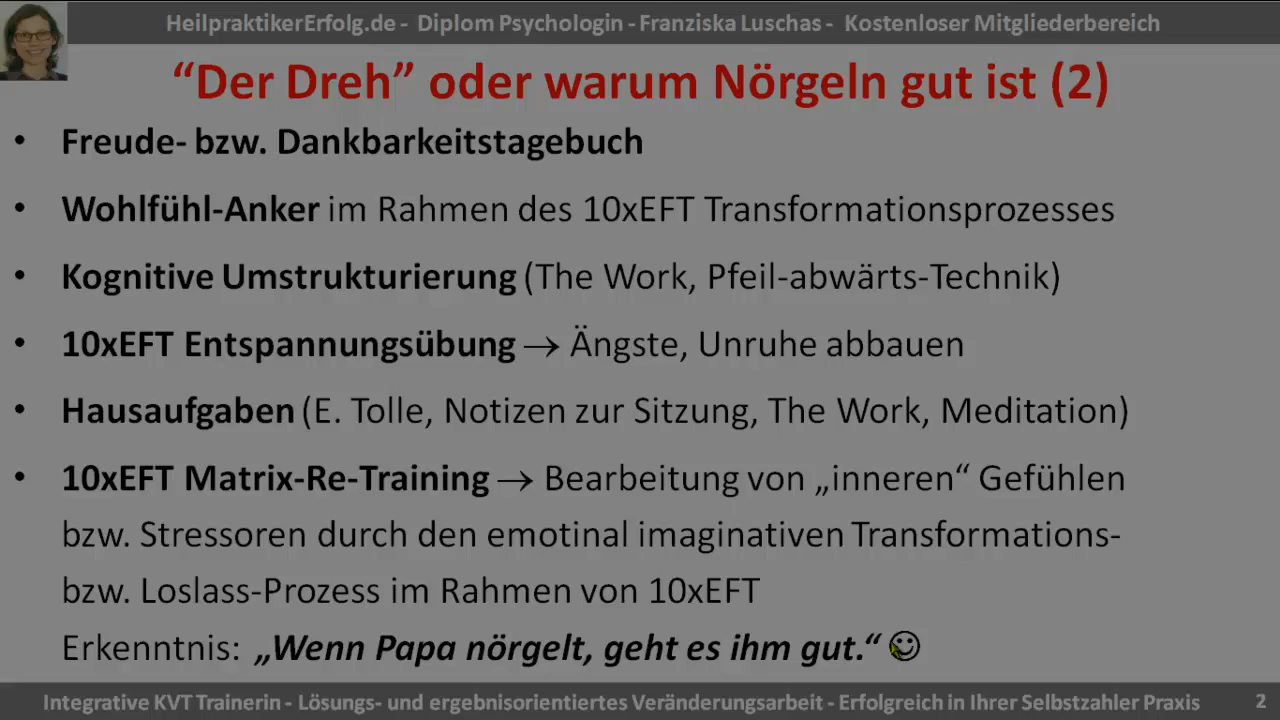 HeilpraktikerErfolg.de - Diplom Psychologin - Franziska Luschas - Kostenloser Mitgliederbereich
“Der Dreh” oder warum Nörgeln gut ist (2)
• Freude- bzw. Dankbarkeitstagebuch
• Wohlfühl-Anker im Rahmen des 10xEFT Transformationsprozesses
• Kognitive Umstrukturierung (The Work, Pfeil-abwärts-Technik)
• 10xEFT Entspannungsübung → Ängste, Unruhe abbauen
• Hausaufgaben (E. Tolle, Notizen zur Sitzung, The Work, Meditation)
• 10xEFT Matrix-Re-Training → Bearbeitung von „inneren“ Gefühlen
bzw. Stressoren durch den emotinal imaginativen Transformations-
bzw. Loslass-Prozess im Rahmen von 10xEFT
Erkenntnis: „Wenn Papa nörgelt, geht es ihm gut.“ ☺
Integrative KVT Trainerin - Lösungs- und ergebnisorientiertes Veränderungsarbeit - Erfolgreich in Ihrer Selbstzahler Praxis 2